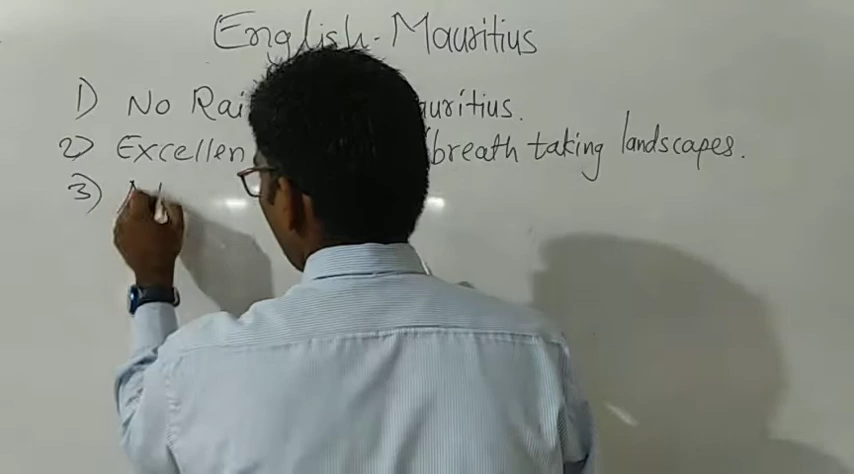 English-Mauritius
1) No Rai auritius.
2) Excellen breath taking landscapes.
3)